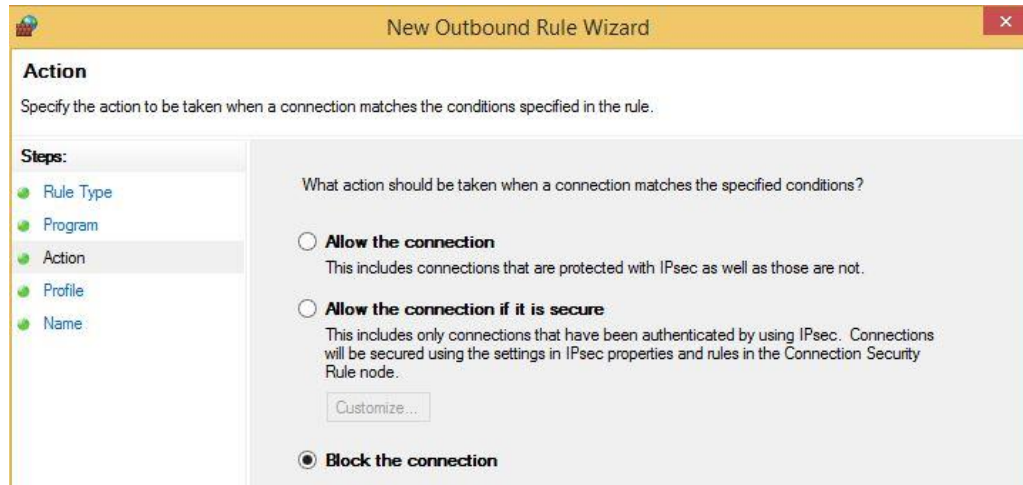 New Outbound Rule Wizard
Action
Specify the action to be taken when a connection matches the conditions specified in the rule.
Steps:
Rule Type
Program
Action
Profile
Name
What action should be taken when a connection matches the specified conditions?
Allow the connection
This includes connections that are protected with IPsec as well as those are not.
Allow the connection if it is secure
This includes only connections that have been authenticated by using IPsec. Connections
will be secured using the settings in IPsec properties and rules in the Connection Security
Rule node.
Customize...
Block the connection